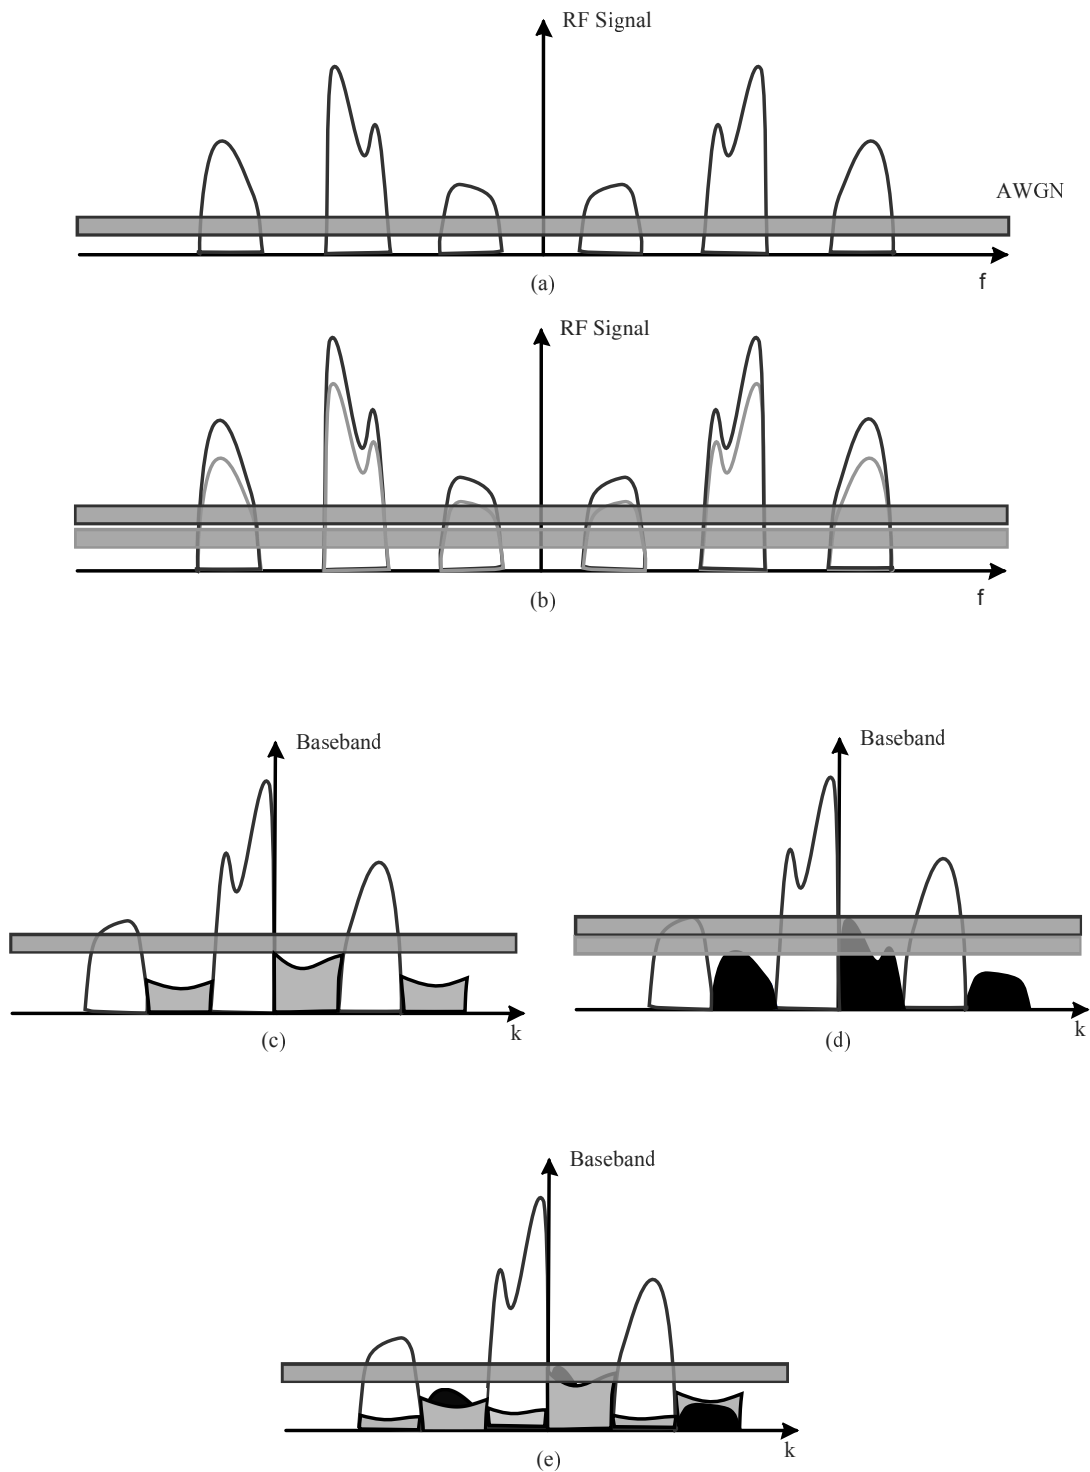 RF Signal
AWGN
f
(a)
RF Signal
f
(b)
Baseband
k
(c)
Baseband
k
(d)
Baseband
k
(e)